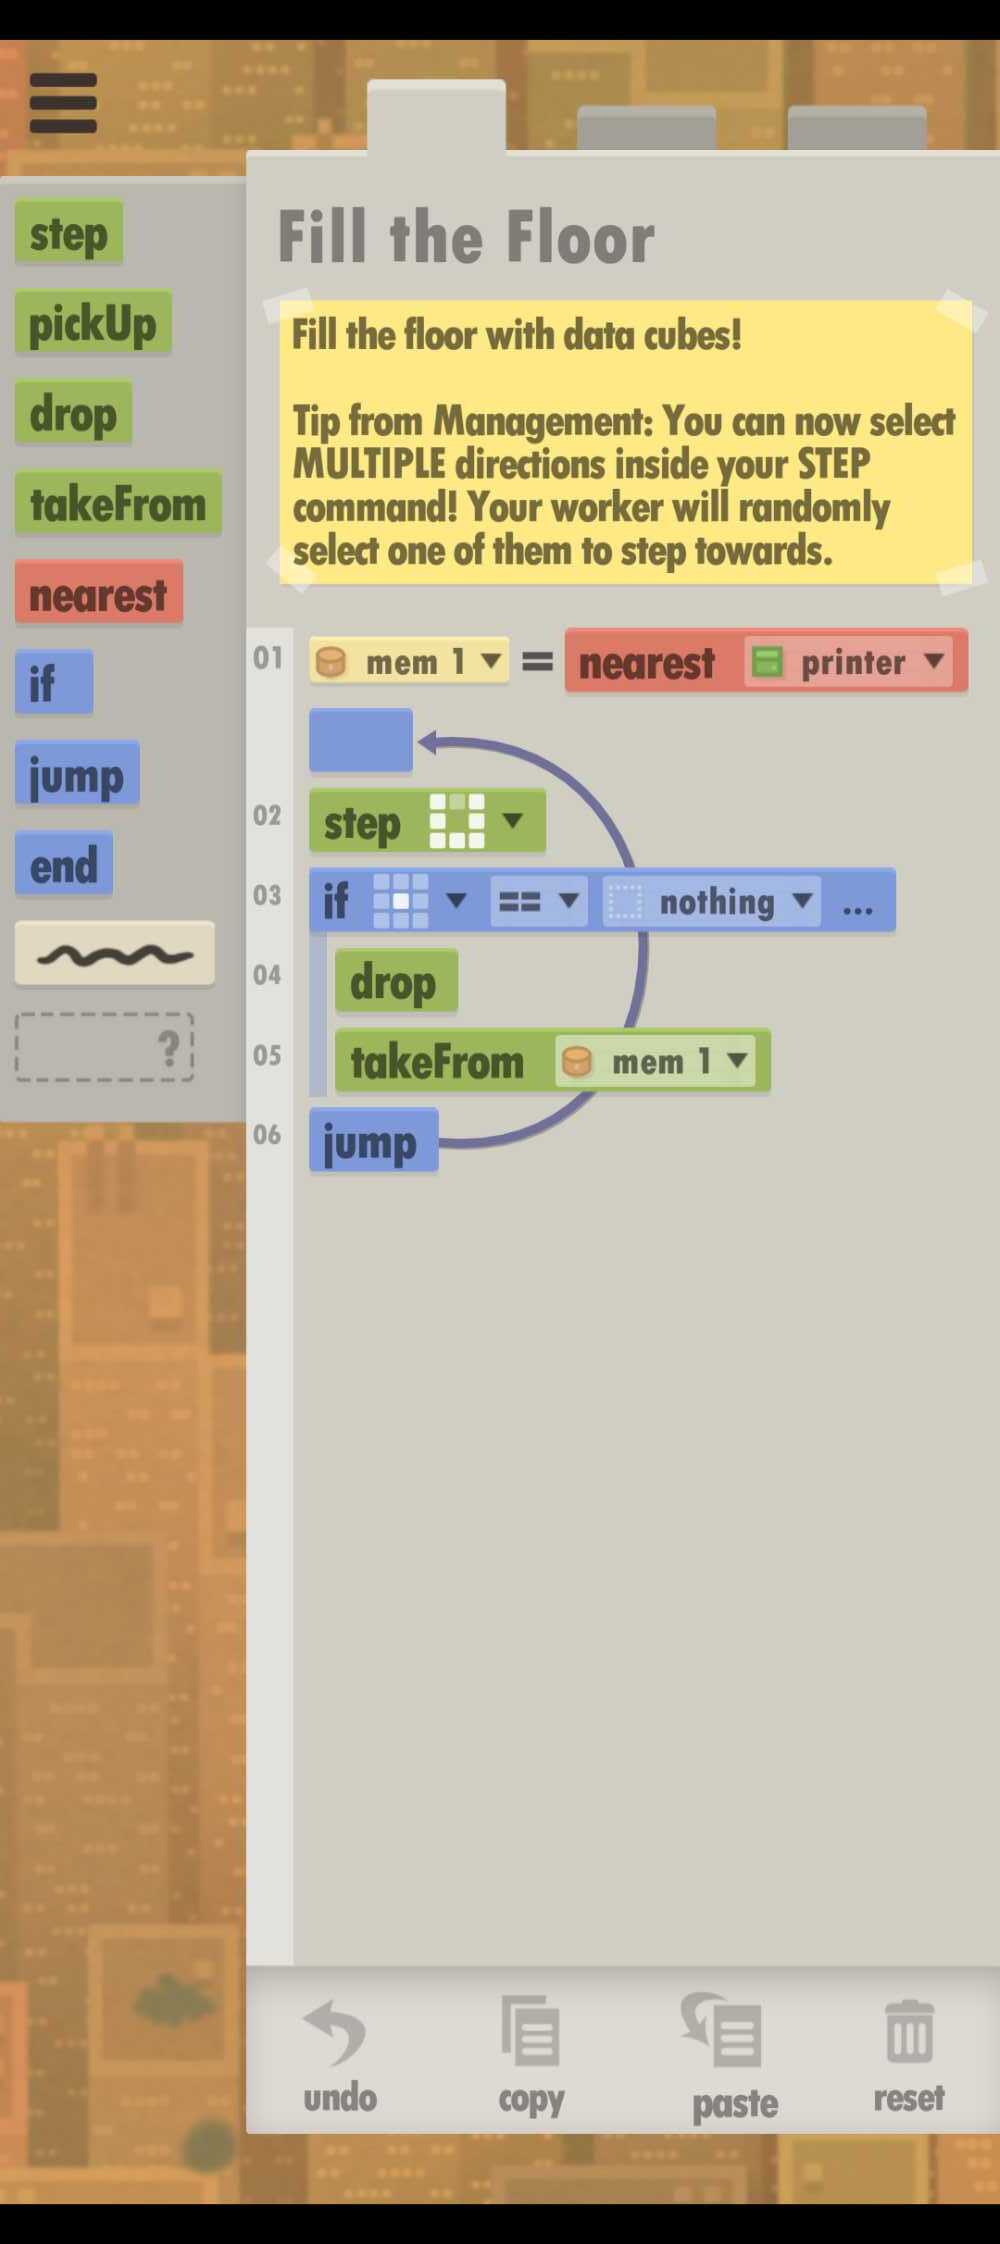 Fill the Floor
Fill the floor with data cubes!
Tip from Management: You can now select
MULTIPLE directions inside your STEP
command! Your worker will randomly
select one of them to step towards.
step
pickUp
drop
takeFrom
nearest
if
jump
end
?
01 mem 1 = nearest printer
02 step
03 if == nothing ...
04 drop
05 takeFrom mem 1
06 jump
undo copy paste reset